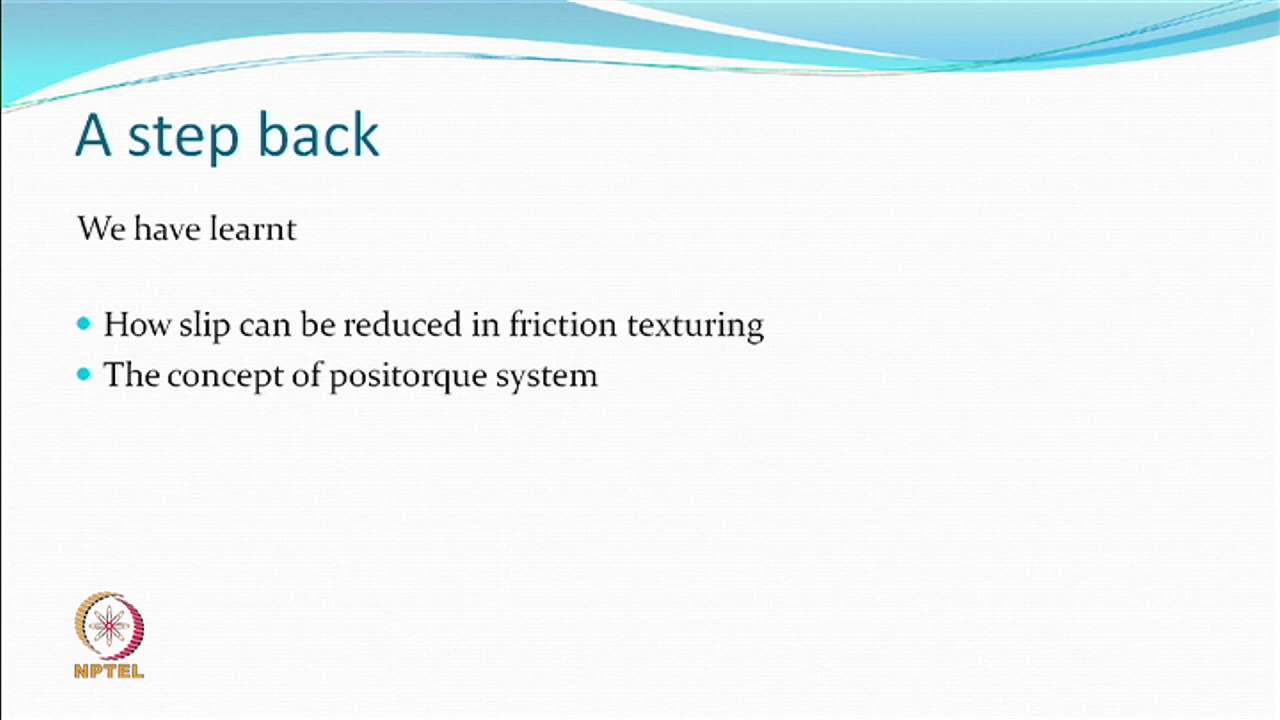 A step back
We have learnt
How slip can be reduced in friction texturing
The concept of positorque system
NPTEL